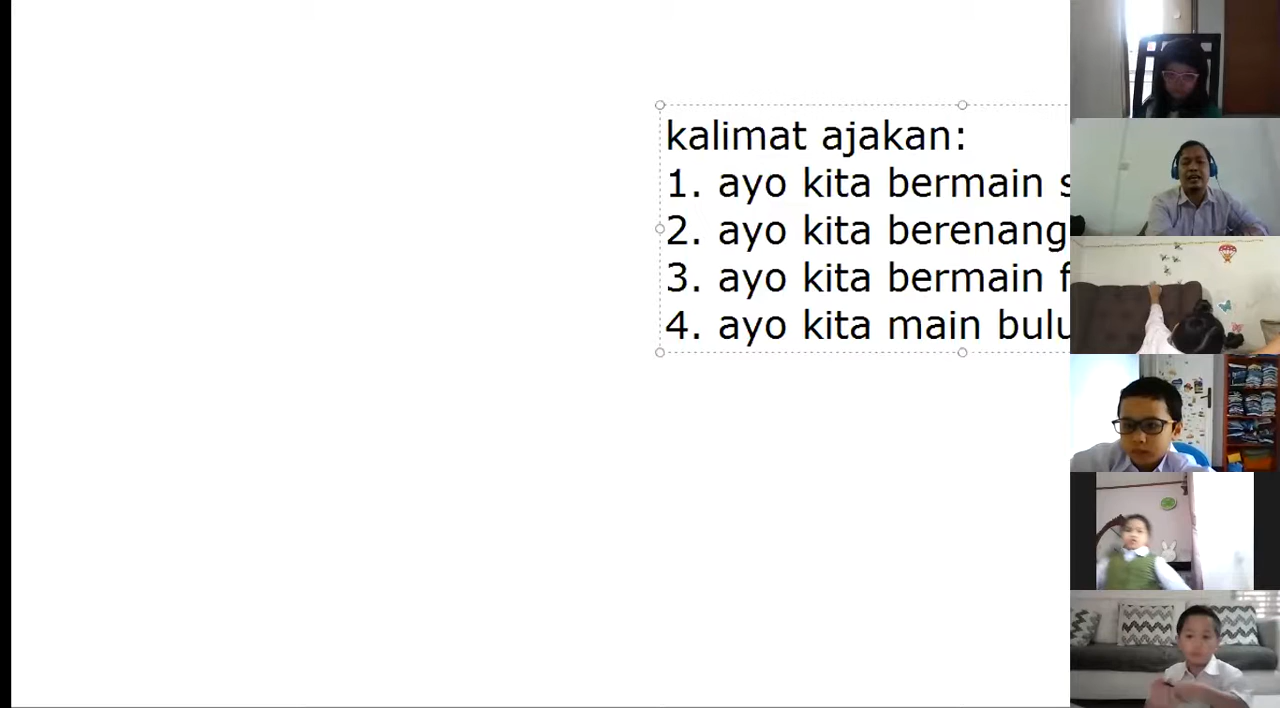 kalimat ajakan:
1. ayo kita bermain
2. ayo kita berenang
3. ayo kita bermain
4. ayo kita main